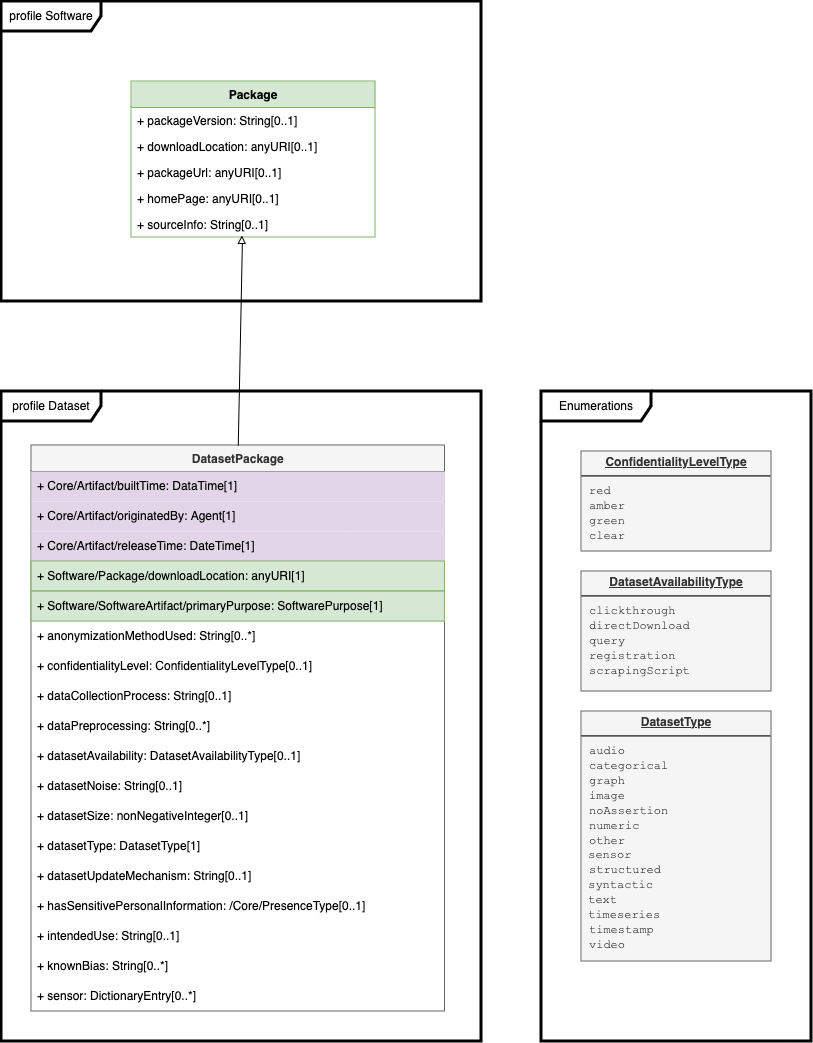 profile Software
Package
+ packageVersion: String[0..1]
+ downloadLocation: anyURI[0..1]
+ packageUrl: anyURI[0..1]
+ homePage: anyURI[0..1]
+ sourceInfo: String[0..1]
profile Dataset
DatasetPackage
+ Core/Artifact/builtTime: DataTime[1]
+ Core/Artifact/originatedBy: Agent[1]
+ Core/Artifact/releaseTime: DateTime[1]
+ Software/Package/downloadLocation: anyURI[1]
+ Software/SoftwareArtifact/primaryPurpose: SoftwarePurpose[1]
+ anonymizationMethodUsed: String[0..*]
+ confidentialityLevel: ConfidentialityLevelType[0..1]
+ dataCollectionProcess: String[0..1]
+ dataPreprocessing: String[0..*]
+ datasetAvailability: DatasetAvailabilityType[0..1]
+ datasetNoise: String[0..1]
+ datasetSize: nonNegativeInteger[0..1]
+ datasetType: DatasetType[1]
+ datasetUpdateMechanism: String[0..1]
+ hasSensitivePersonalInformation: /Core/PresenceType[0..1]
+ intendedUse: String[0..1]
+ knownBias: String[0..*]
+ sensor: DictionaryEntry[0..*]
Enumerations
ConfidentialityLevelType
red
amber
green
clear
DatasetAvailabilityType
clickthrough
directDownload
query
registration
scrapingScript
DatasetType
audio
categorical
graph
image
noAssertion
numeric
other
sensor
structured
syntactic
text
timeseries
timestamp
video